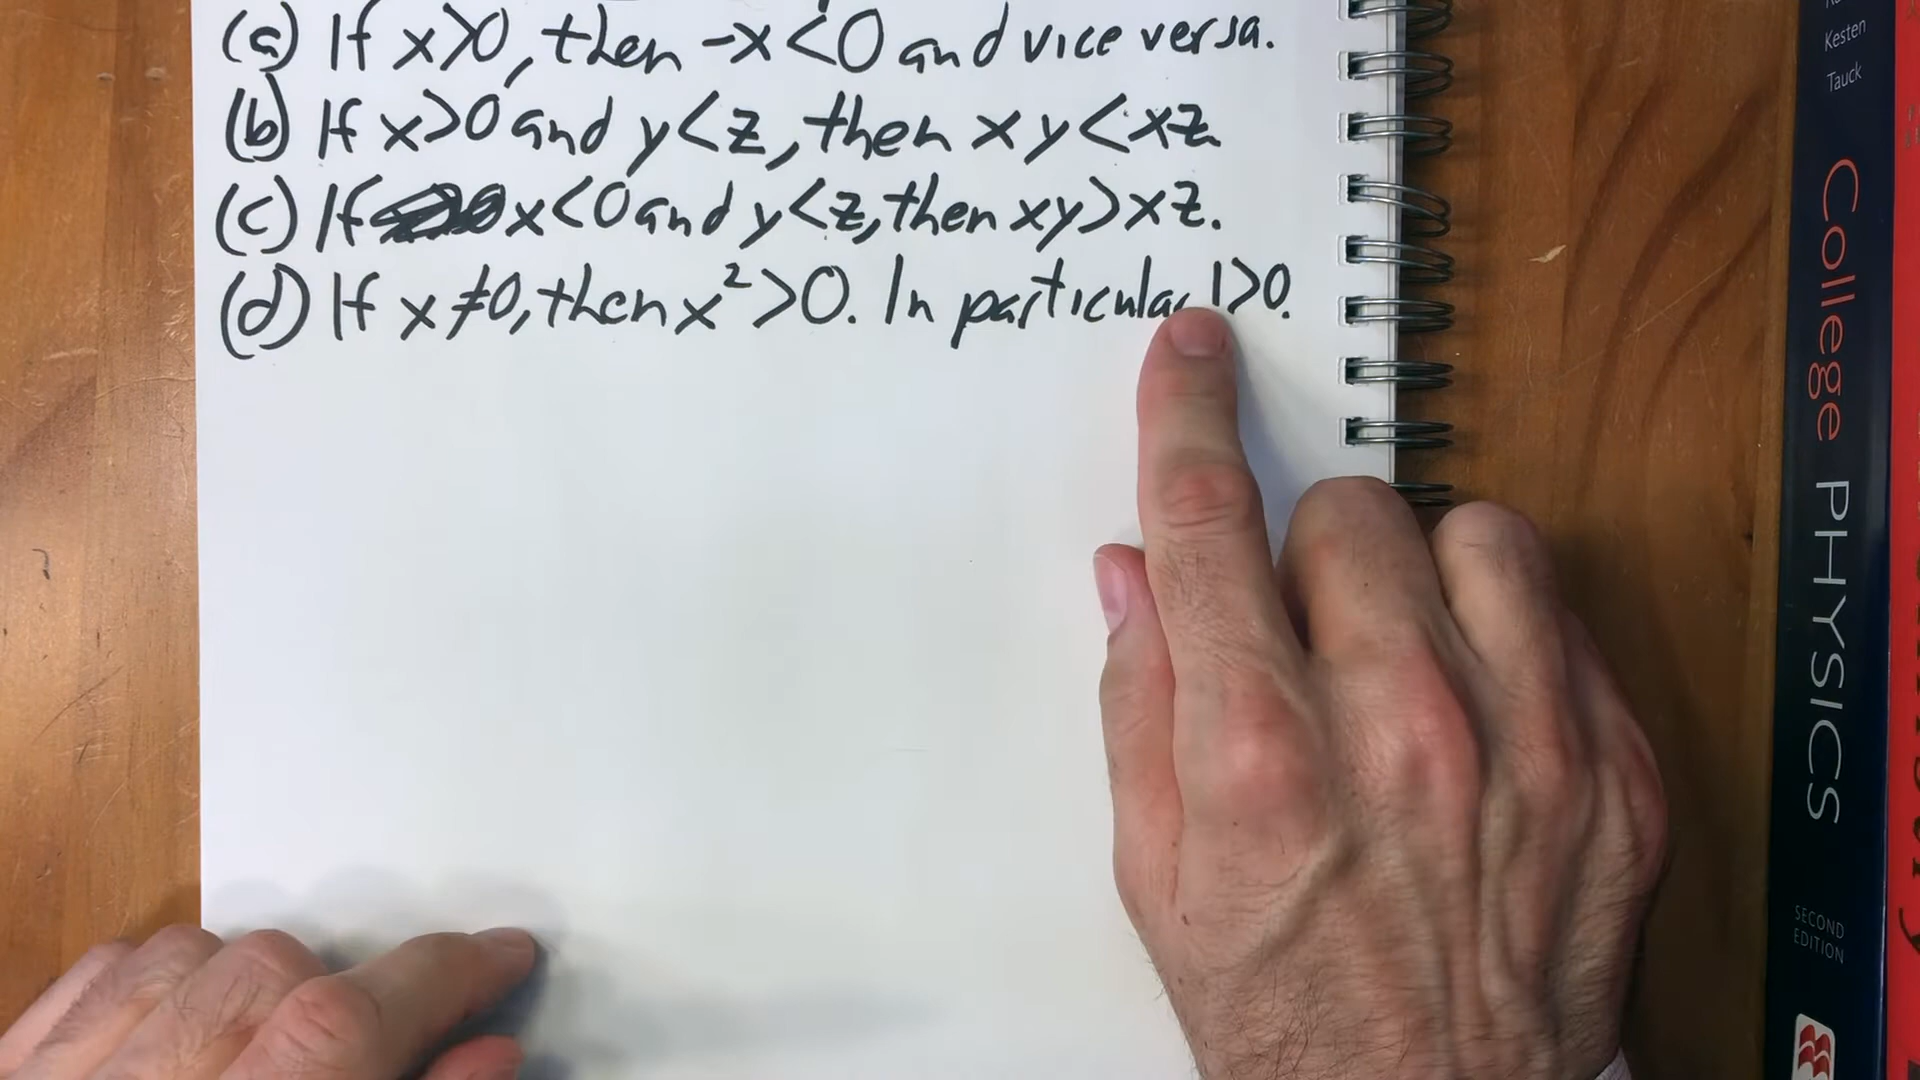 (a) If x>0, then -x<0 and vice versa.
(b) If x>0 and y<z, then xy<xz.
(c) If x<0 and y<z, then xy>xz.
(d) If x≠0, then x²>0. In particular 1>0.
Kesten
Tauck
College PHYSICS
SECOND
EDITION